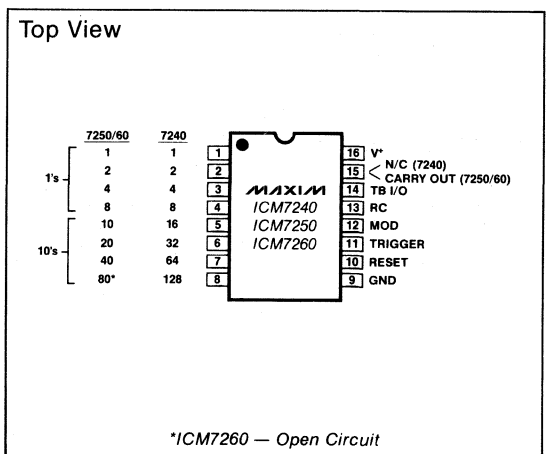 Top View
7250/60 7240
1's
1 1 1
2 2 2
4 4 3
8 8 4
10's
10 16 5
20 32 6
40 64 7
80* 128 8
MAXIM
ICM7240
ICM7250
ICM7260
16 V+
15 N/C (7240)
CARRY OUT (7250/60)
14 TB I/O
13 RC
12 MOD
11 TRIGGER
10 RESET
9 GND
*ICM7260 — Open Circuit